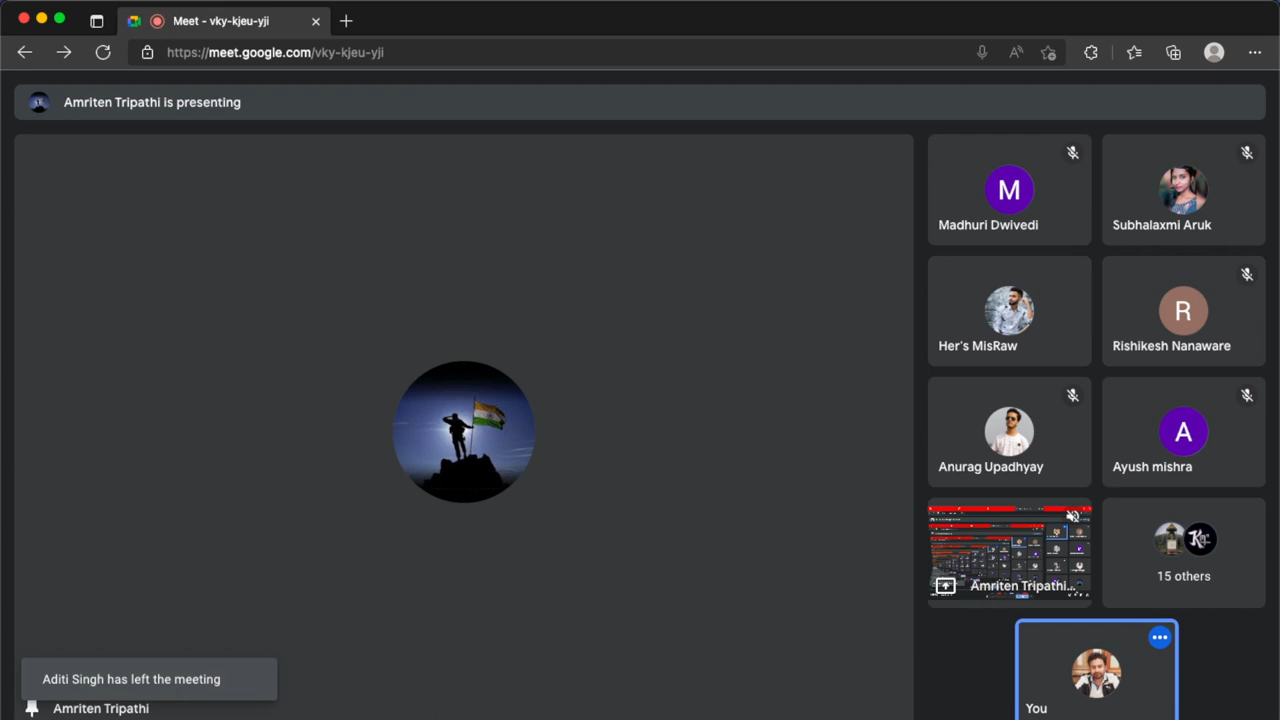 Meet - vky-kjeu-yji
https://meet.google.com/vky-kjeu-yji
Amriten Tripathi is presenting
M
Madhuri Dwivedi
Subhalaxmi Aruk
Her's MisRaw
R
Rishikesh Nanaware
Anurag Upadhyay
A
Ayush mishra
Amriten Tripathi...
15 others
Aditi Singh has left the meeting
Amriten Tripathi
You